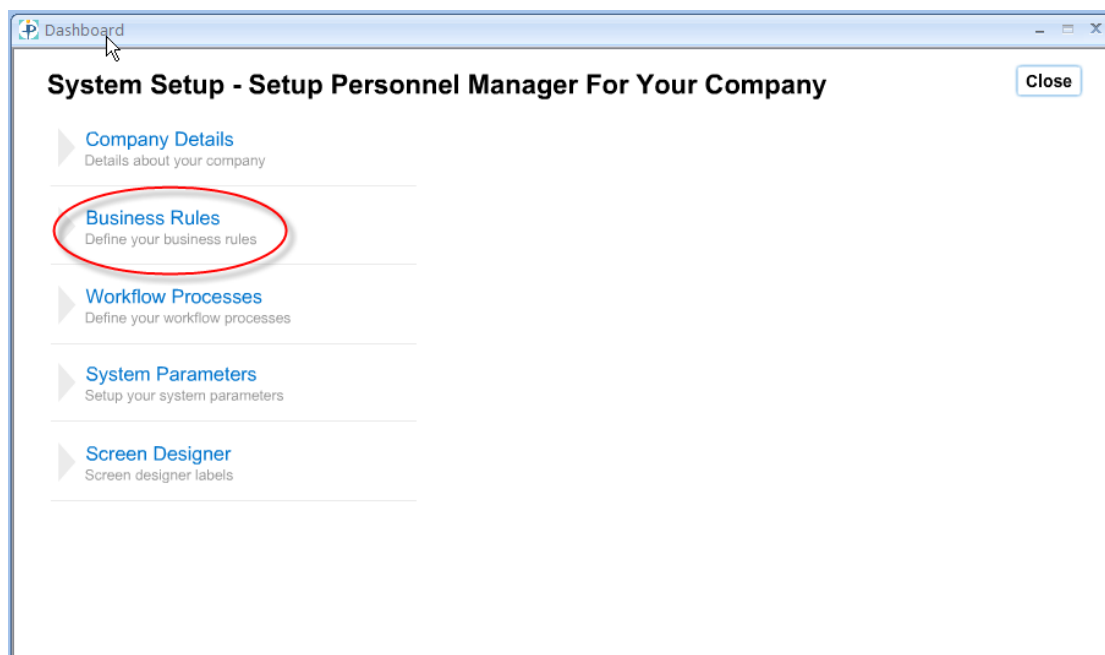 Dashboard
System Setup - Setup Personnel Manager For Your Company
Close
Company Details
Details about your company
Business Rules
Define your business rules
Workflow Processes
Define your workflow processes
System Parameters
Setup your system parameters
Screen Designer
Screen designer labels